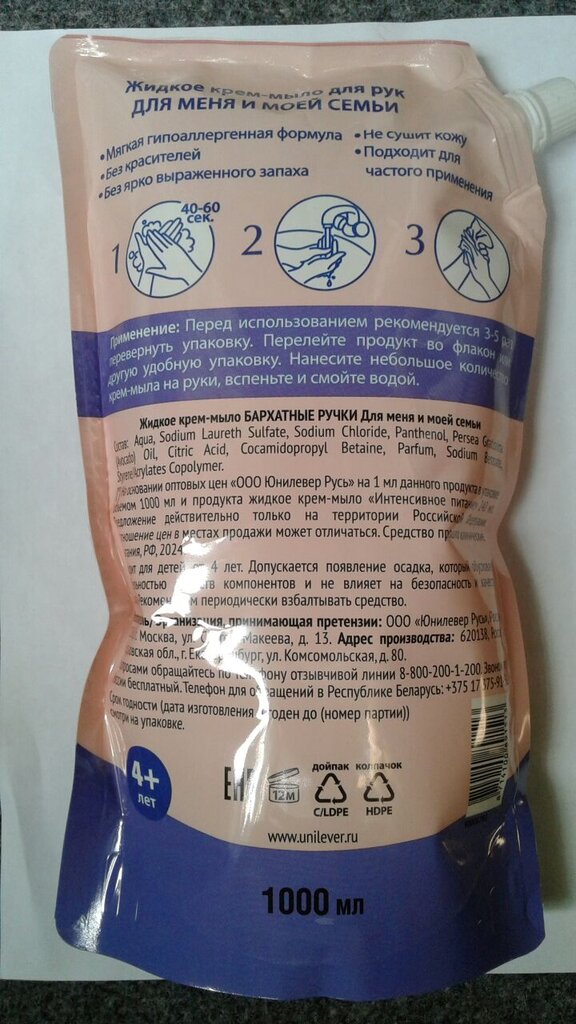 Жидкое крем-мыло для рук
ДЛЯ МЕНЯ И МОЕЙ СЕМЬИ
•Мягкая гипоаллергенная формула
•Без красителей
•Без ярко выраженного запаха
•Не сушит кожу
•Подходит для
частого применения
1
40-60
сек.
2
3
Применение: Перед использованием рекомендуется 3-5
перевернуть упаковку. Перелейте продукт во флакон
другую удобную упаковку. Нанесите небольшое
крем-мыла на руки, вспеньте и смойте водой.
Жидкое крем-мыло БАРХАТНЫЕ РУЧКИ Для меня и моей семьи
Состав: Aqua, Sodium Laureth Sulfate, Sodium Chloride, Panthenol, Persea
(Avocado) Oil, Citric Acid, Cocamidopropyl Betaine, Parfum, Sodium
Styrene/Acrylates Copolymer.
основании оптовых цен «ООО Юнилевер Русь» на 1 мл данного продукта в
объемом 1000 мл и продукта жидкое крем-мыло «Интенсивное
действительно только на территории Российской
цен в местах продажи может отличаться. Средство
РФ, 2024
для детей от 4 лет. Допускается появление осадка, который
компонентов и не влияет на безопасность и
периодически взбалтывать средство.
принимающая претензии: ООО «Юнилевер Русь»,
Москва, ул. Макеева, д. 13. Адрес производства: 620138,
обл., г. Екатеринбург, ул. Комсомольская, д. 80.
обращайтесь по телефону отзывчивой линии 8-800-200-1-200.
бесплатный. Телефон для обращений в Республике Беларусь: +375 17
Срок годности (дата изготовления, годен до (номер партии))
смотри на упаковке.
4+
лет
EAC
12M
дойпак колпачок
C/LDPE HDPE
www.unilever.ru
1000 мл